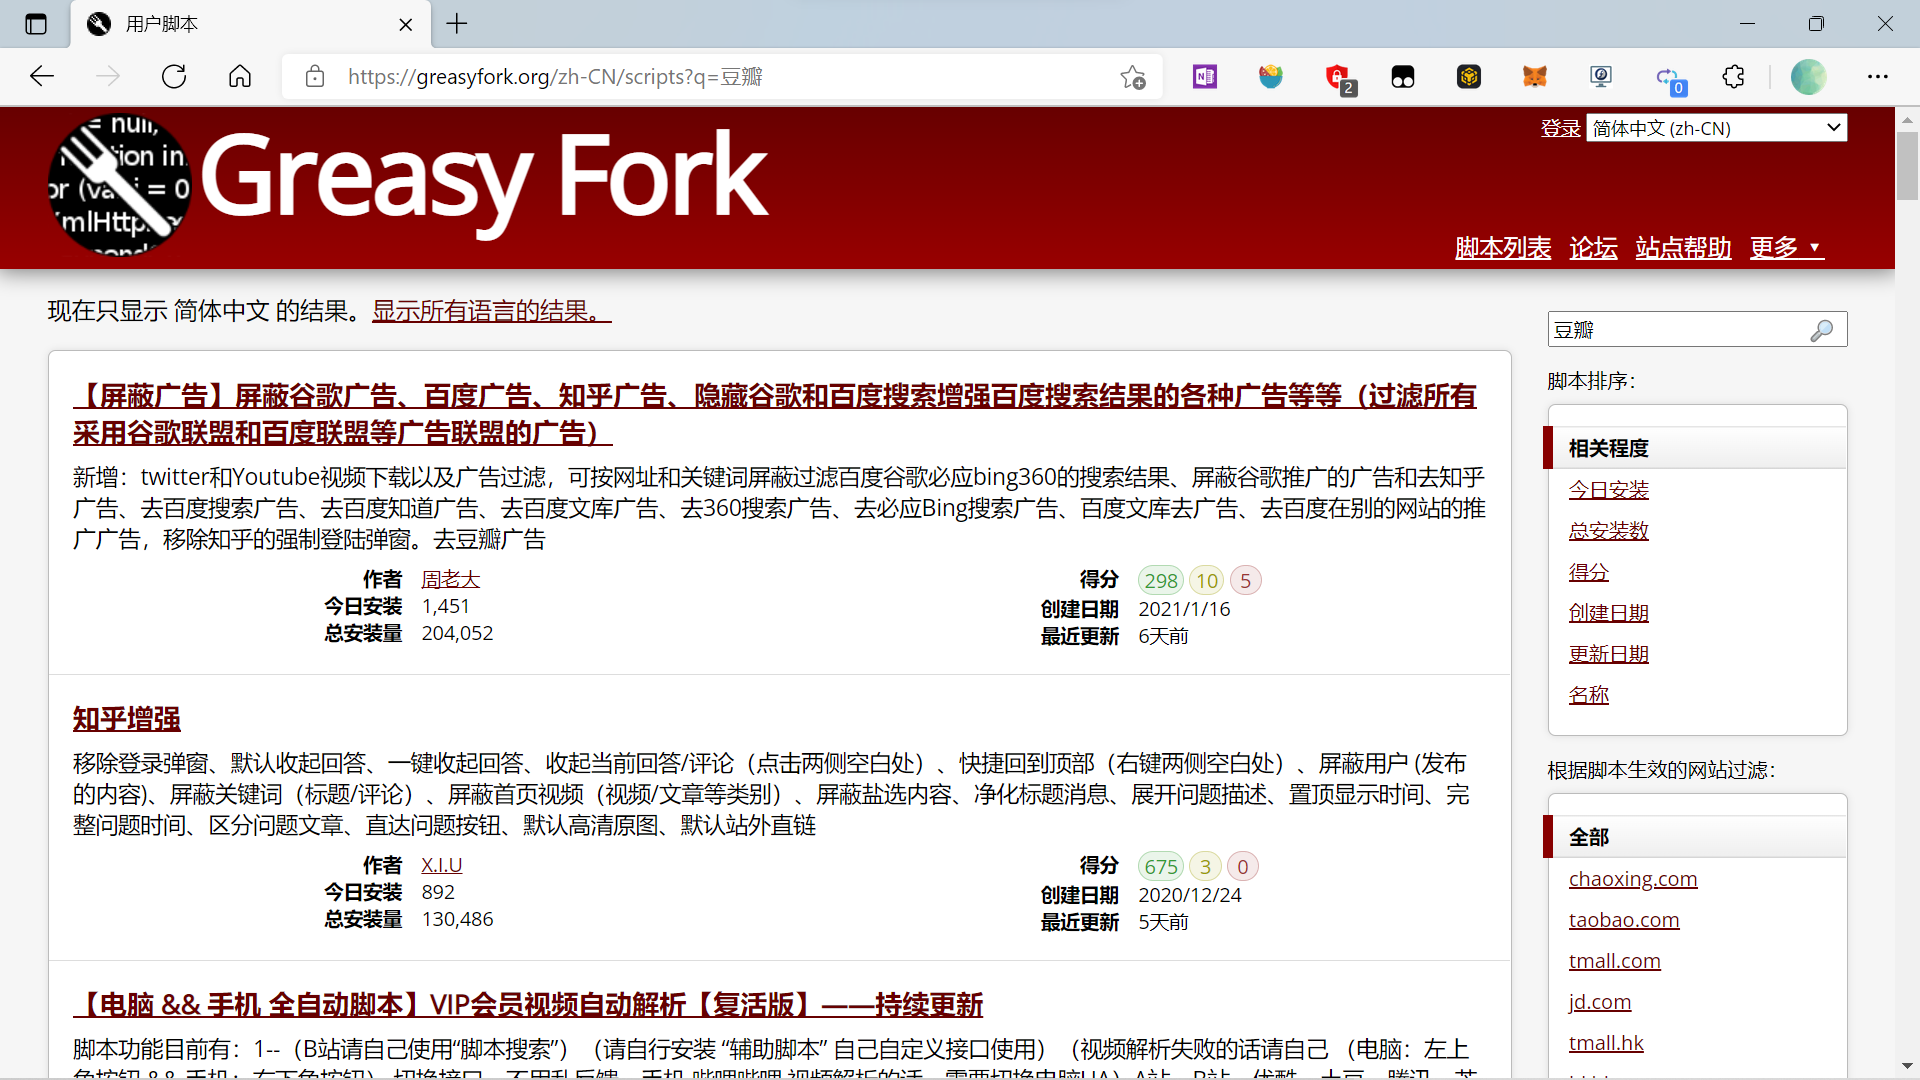 用户脚本
https://greasyfork.org/zh-CN/scripts?q=豆瓣
2
0
Greasy Fork
登录 简体中文 (zh-CN)
脚本列表 论坛 站点帮助 更多 ▼
现在只显示 简体中文 的结果。显示所有语言的结果。
豆瓣
脚本排序：
相关程度
今日安装
总安装数
得分
创建日期
更新日期
名称
根据脚本生效的网站过滤：
全部
chaoxing.com
taobao.com
tmall.com
jd.com
tmall.hk
【屏蔽广告】屏蔽谷歌广告、百度广告、知乎广告、隐藏谷歌和百度搜索增强百度搜索结果的各种广告等等（过滤所有
采用谷歌联盟和百度联盟等广告联盟的广告）
新增：twitter和Youtube视频下载以及广告过滤，可按网址和关键词屏蔽过滤百度谷歌必应bing360的搜索结果、屏蔽谷歌推广的广告和去知乎
广告、去百度搜索广告、去百度知道广告、去百度文库广告、去360搜索广告、去必应Bing搜索广告、百度文库去广告、去百度在别的网站的推
广广告，移除知乎的强制登陆弹窗。去豆瓣广告
作者 周老大
今日安装 1,451
总安装量 204,052
得分 298 10 5
创建日期 2021/1/16
最近更新 6天前
知乎增强
移除登录弹窗、默认收起回答、一键收起回答、收起当前回答/评论（点击两侧空白处）、快捷回到顶部（右键两侧空白处）、屏蔽用户 (发布
的内容)、屏蔽关键词（标题/评论）、屏蔽首页视频（视频/文章等类别）、屏蔽盐选内容、净化标题消息、展开问题描述、置顶显示时间、完
整问题时间、区分问题文章、直达问题按钮、默认高清原图、默认站外直链
作者 X.I.U
今日安装 892
总安装量 130,486
得分 675 3 0
创建日期 2020/12/24
最近更新 5天前
【电脑 && 手机 全自动脚本】VIP会员视频自动解析【复活版】——持续更新
脚本功能目前有：1--（B站请自己使用“脚本搜索”）（请自行安装 “辅助脚本” 自己自定义接口使用）（视频解析失败的话请自己 （电脑：左上